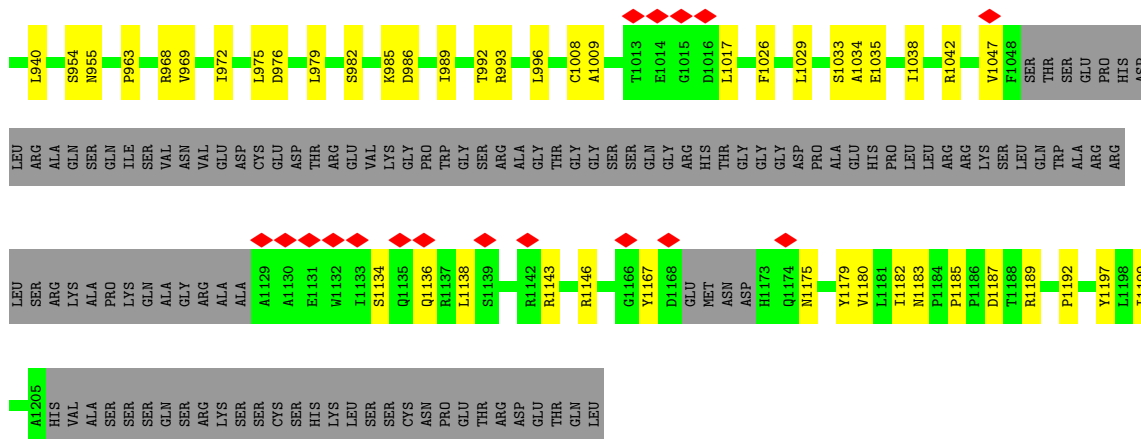 L940 S954 N955 P963 R968 V969 I972 L975 D976 L979 S982 K985 D986 I989 T992 R993 L996 C1008 A1009 T1013 E1014 G1015 D1016 L1017 F1026 L1029 S1033 A1034 E1035 I1038 R1042 V1047 F1048 SER THR SER GLU PRO HIS ASP
LEU ARG ALA GLN SER GLN ILE SER VAL ASN VAL GLU ASP CYS GLU ASP THR ARG GLU VAL LYS GLY PRO TRP GLY SER ARG ALA GLY THR GLY GLY SER SER GLN GLY ARG HIS THR GLY GLY GLY ASP PRO ALA GLU HIS PRO LEU LEU ARG ARG LYS SER LEU GLN TRP ALA ARG ARG
LEU SER ARG LYS ALA PRO LYS GLN ALA GLY ARG ALA ALA A1129 A1130 E1131 W1132 I1133 S1134 Q1135 Q1136 R1137 L1138 S1139 R1142 R1143 R1146 G1166 Y1167 D1168 GLU MET ASN ASP H1173 Q1174 N1175 Y1179 V1180 L1181 I1182 N1183 P1184 P1185 P1186 D1187 T1188 R1189 P1192 Y1197 L1198
A1205 HIS VAL ALA SER SER SER GLN SER ARG LYS SER SER CYS SER HIS LYS LEU SER SER CYS ASN PRO GLU THR ARG ASP GLU THR GLN LEU